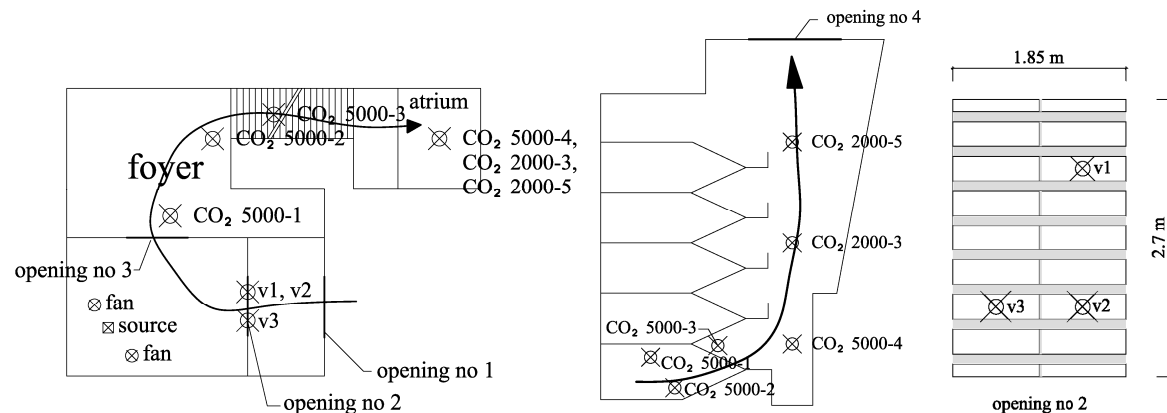 atrium
CO₂ 5000-3
CO₂ 5000-2
CO₂ 5000-4,
CO₂ 2000-3,
CO₂ 2000-5
foyer
CO₂ 5000-1
opening no 3
v1, v2
fan
source
v3
fan
opening no 1
opening no 2
opening no 4
CO₂ 2000-5
CO₂ 2000-3
CO₂ 5000-3
CO₂ 5000-4
CO₂ 5000-1
CO₂ 5000-2
1.85 m
v1
2.7 m
v3
v2
opening no 2